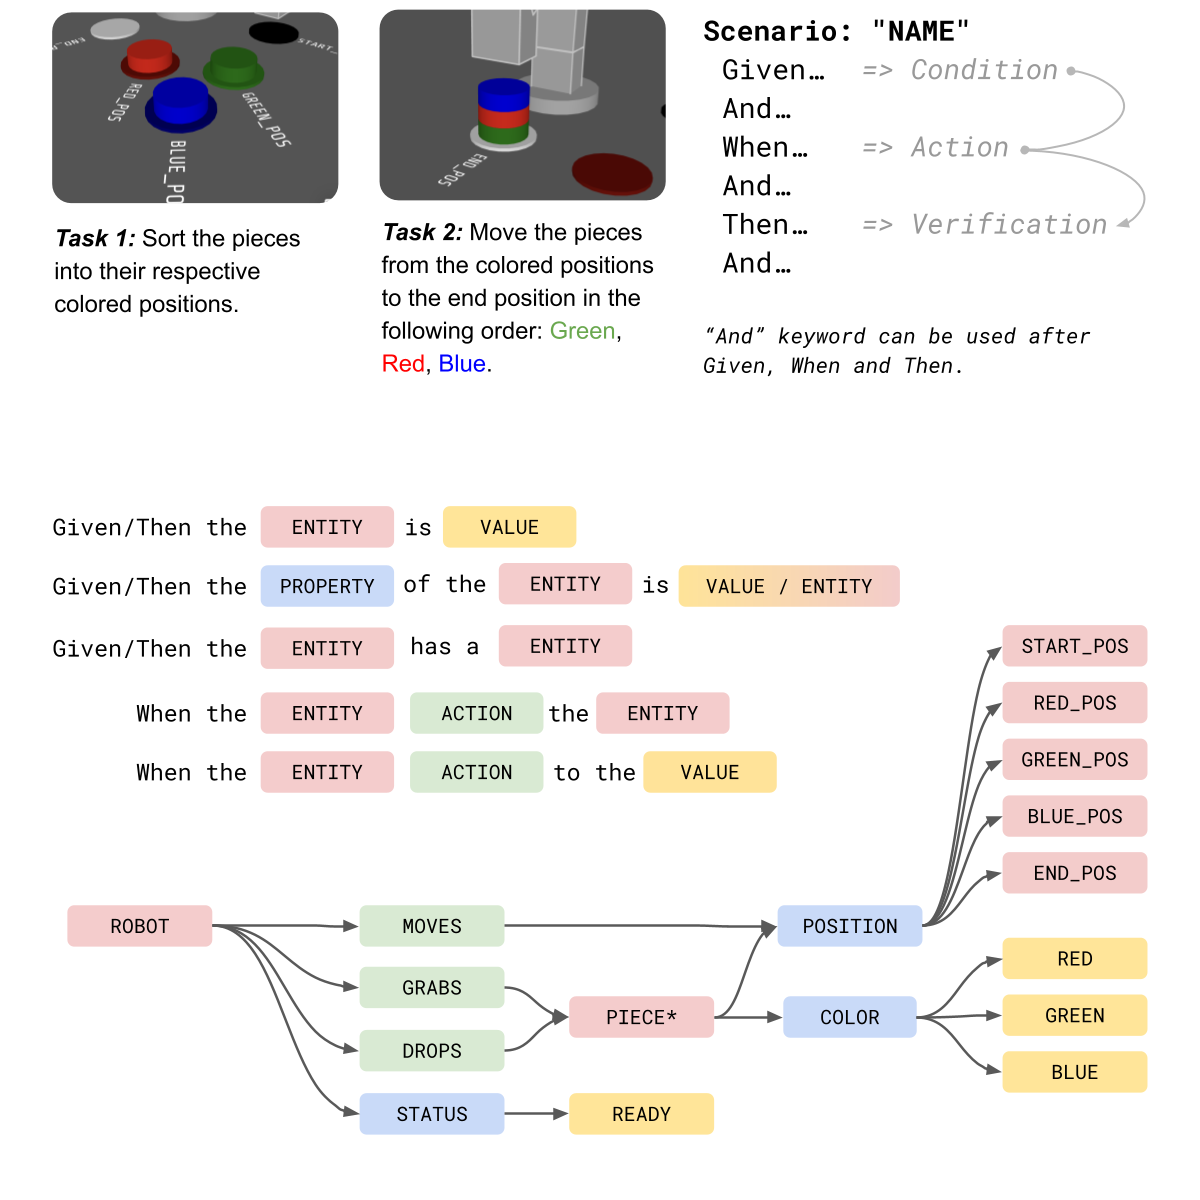 END_P
START_
RED_POS
GREEN_POS
BLUE_PO
END_POS
Task 1: Sort the pieces
into their respective
colored positions.
Task 2: Move the pieces
from the colored positions
to the end position in the
following order: Green,
Red, Blue.
Scenario: "NAME"
Given… => Condition
And…
When… => Action
And…
Then… => Verification
And…
“And” keyword can be used after
Given, When and Then.
Given/Then the ENTITY is VALUE
Given/Then the PROPERTY of the ENTITY is VALUE / ENTITY
Given/Then the ENTITY has a ENTITY
When the ENTITY ACTION the ENTITY
When the ENTITY ACTION to the VALUE
START_POS
RED_POS
GREEN_POS
BLUE_POS
END_POS
ROBOT
MOVES
POSITION
GRABS
RED
PIECE*
COLOR
GREEN
DROPS
BLUE
STATUS
READY